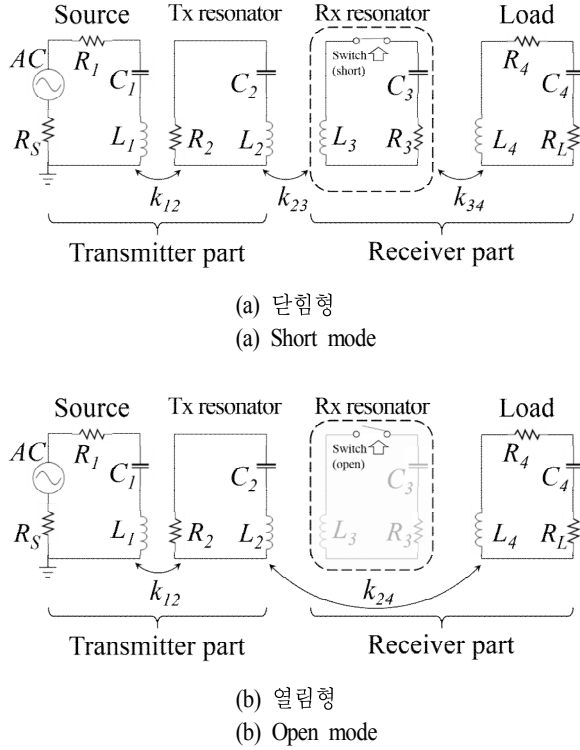 Source Tx resonator Rx resonator Load
AC R1 C1 C2 Switch (short) C3 R4 C4
RS L1 R2 L2 L3 R3 L4 RL
k12 k23 k34
Transmitter part Receiver part
(a) 닫힘형
(a) Short mode
Source Tx resonator Rx resonator Load
AC R1 C1 C2 Switch (open) C3 R4 C4
RS L1 R2 L2 L3 R3 L4 RL
k12 k24
Transmitter part Receiver part
(b) 열림형
(b) Open mode